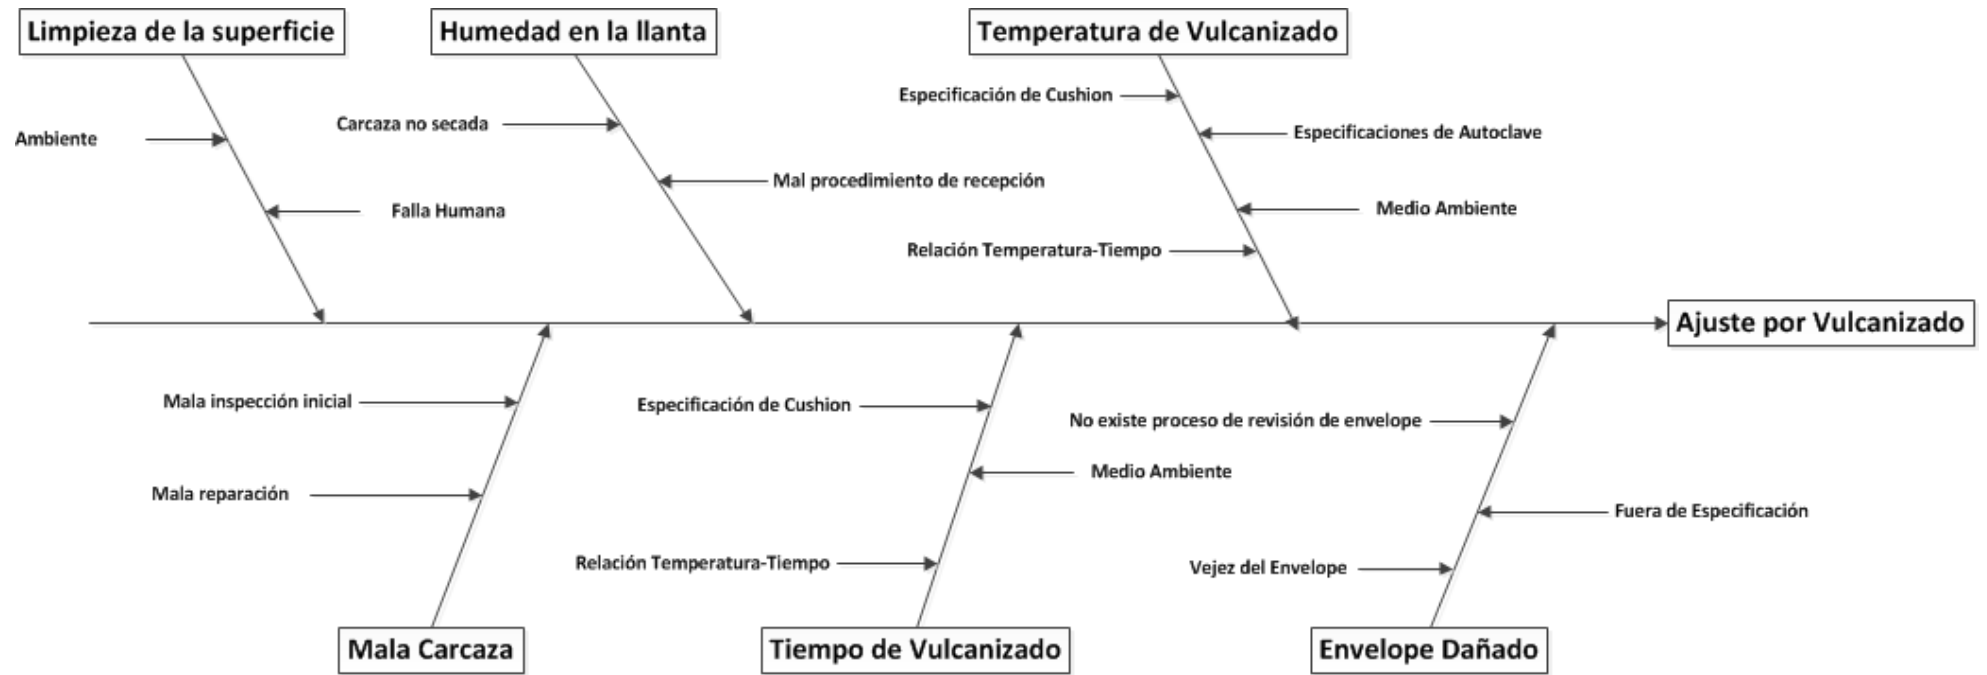 Limpieza de la superficie
Humedad en la llanta
Temperatura de Vulcanizado
Especificación de Cushion
Carcaza no secada
Especificaciones de Autoclave
Ambiente
Mal procedimiento de recepción
Falla Humana
Medio Ambiente
Relación Temperatura-Tiempo
Ajuste por Vulcanizado
Mala inspección inicial
Especificación de Cushion
No existe proceso de revisión de envelope
Medio Ambiente
Mala reparación
Fuera de Especificación
Relación Temperatura-Tiempo
Vejez del Envelope
Mala Carcaza
Tiempo de Vulcanizado
Envelope Dañado